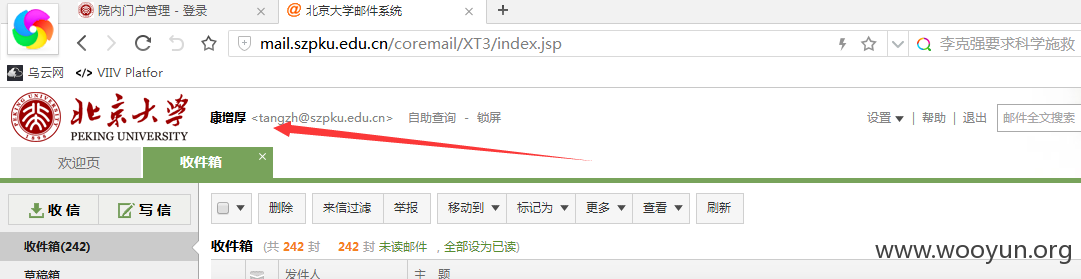 院内门户管理 - 登录
北京大学邮件系统
mail.szpku.edu.cn/coremail/XT3/index.jsp
李克强要求科学施救
乌云网 </> VIIV Platfor
北京大学
PEKING UNIVERSITY
1898
康增厚 <tangzh@szpku.edu.cn> 自助查询 - 锁屏
设置 | 帮助 | 退出 邮件全文搜索
欢迎页 收件箱
收信 写信 删除 来信过滤 举报 移动到 标记为 更多 查看 刷新
收件箱(242) 收件箱 (共 242 封 242 封 未读邮件 , 全部设为已读)
www.wooyun.org
草稿箱 发件人 主 题